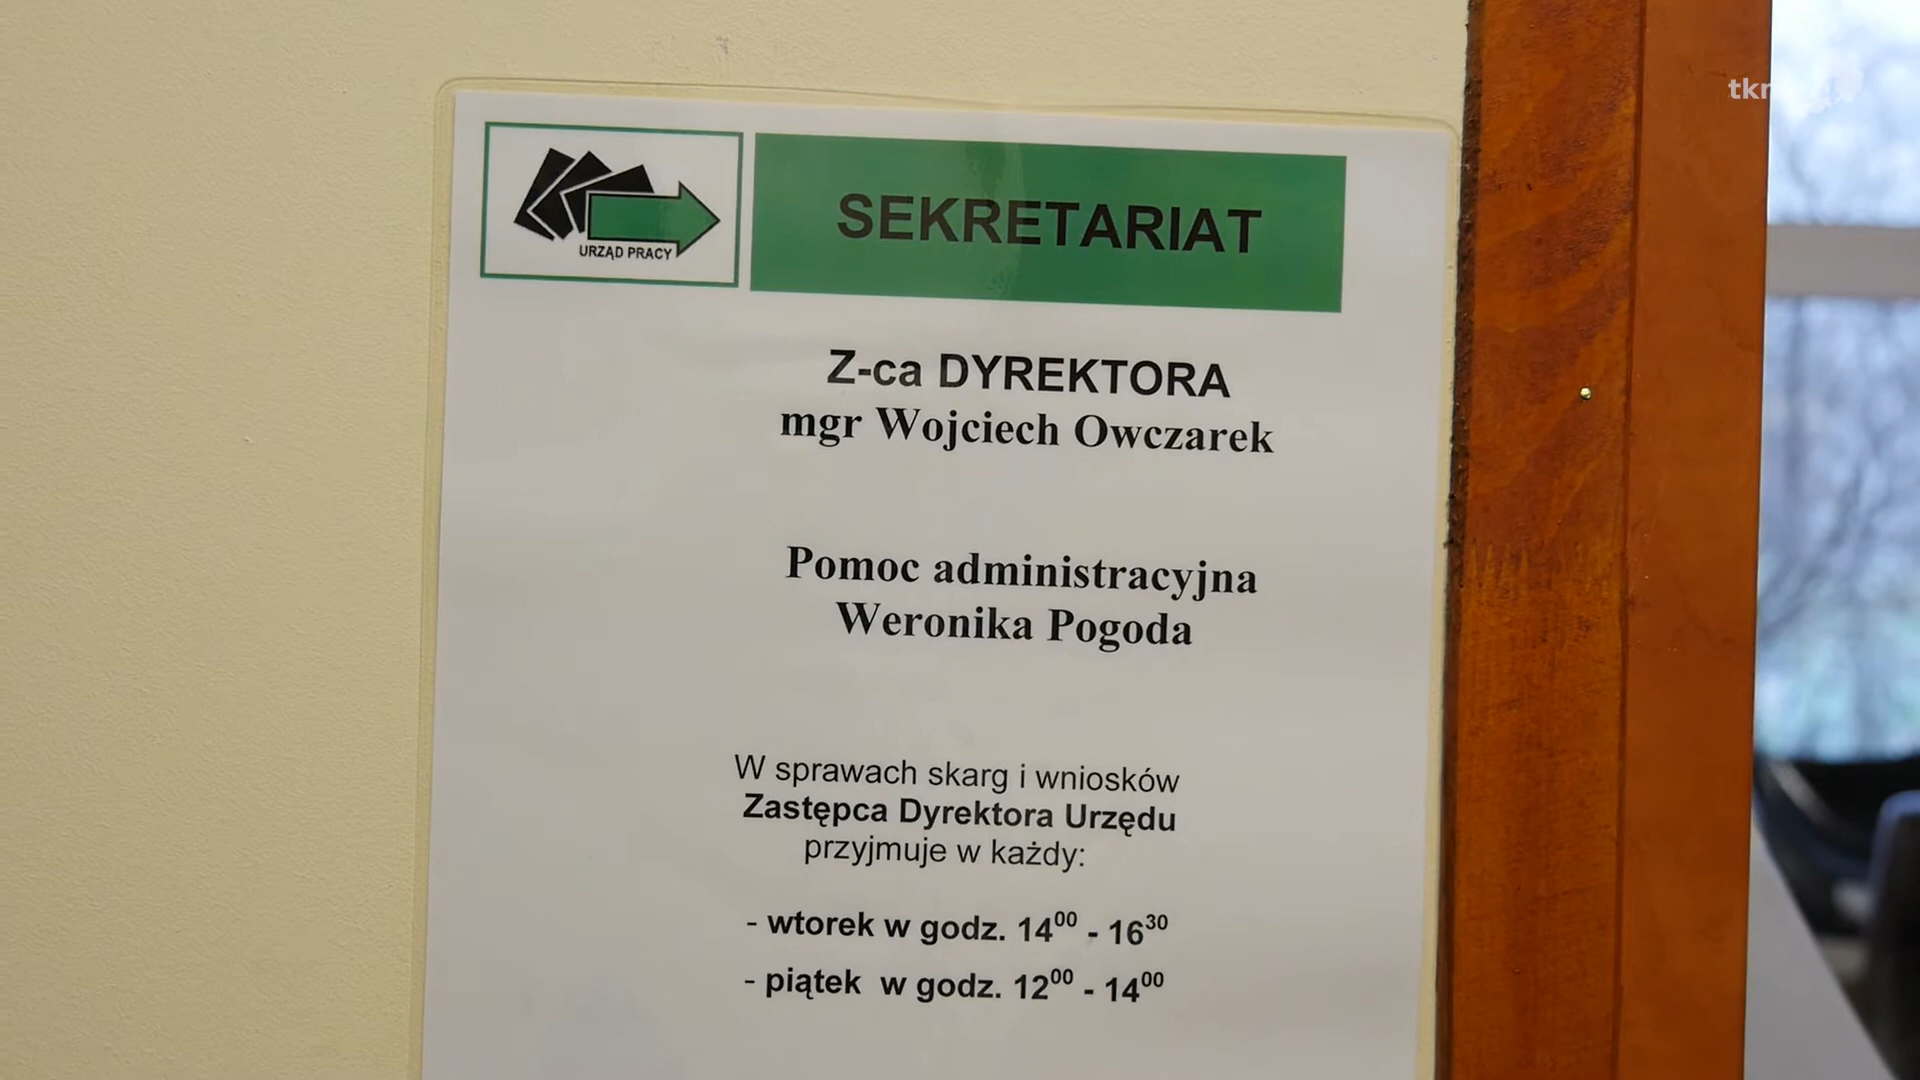 URZĄD PRACY
SEKRETARIAT
Z-ca DYREKTORA
mgr Wojciech Owczarek
Pomoc administracyjna
Weronika Pogoda
W sprawach skarg i wniosków
Zastępca Dyrektora Urzędu
przyjmuje w każdy:
- wtorek w godz. 14⁰⁰ - 16³⁰
- piątek w godz. 12⁰⁰ - 14⁰⁰